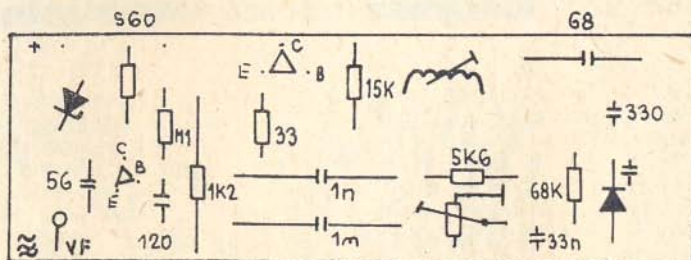 560 68
+ C
E B 15K
330
M1 33
C
B 5K6
56 1K2 1n 68K
E
120 1m 33n
VF